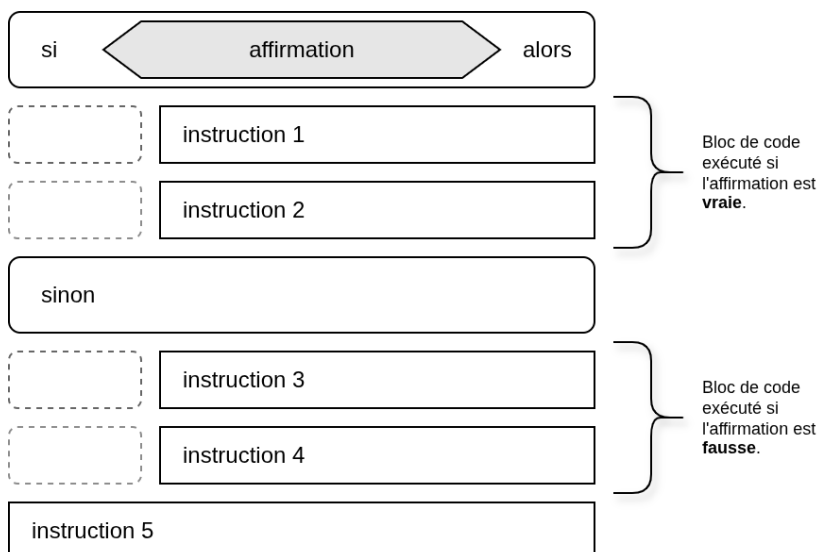 si affirmation alors
instruction 1
instruction 2
Bloc de code
exécuté si
l'affirmation est
vraie.
sinon
instruction 3
instruction 4
Bloc de code
exécuté si
l'affirmation est
fausse.
instruction 5